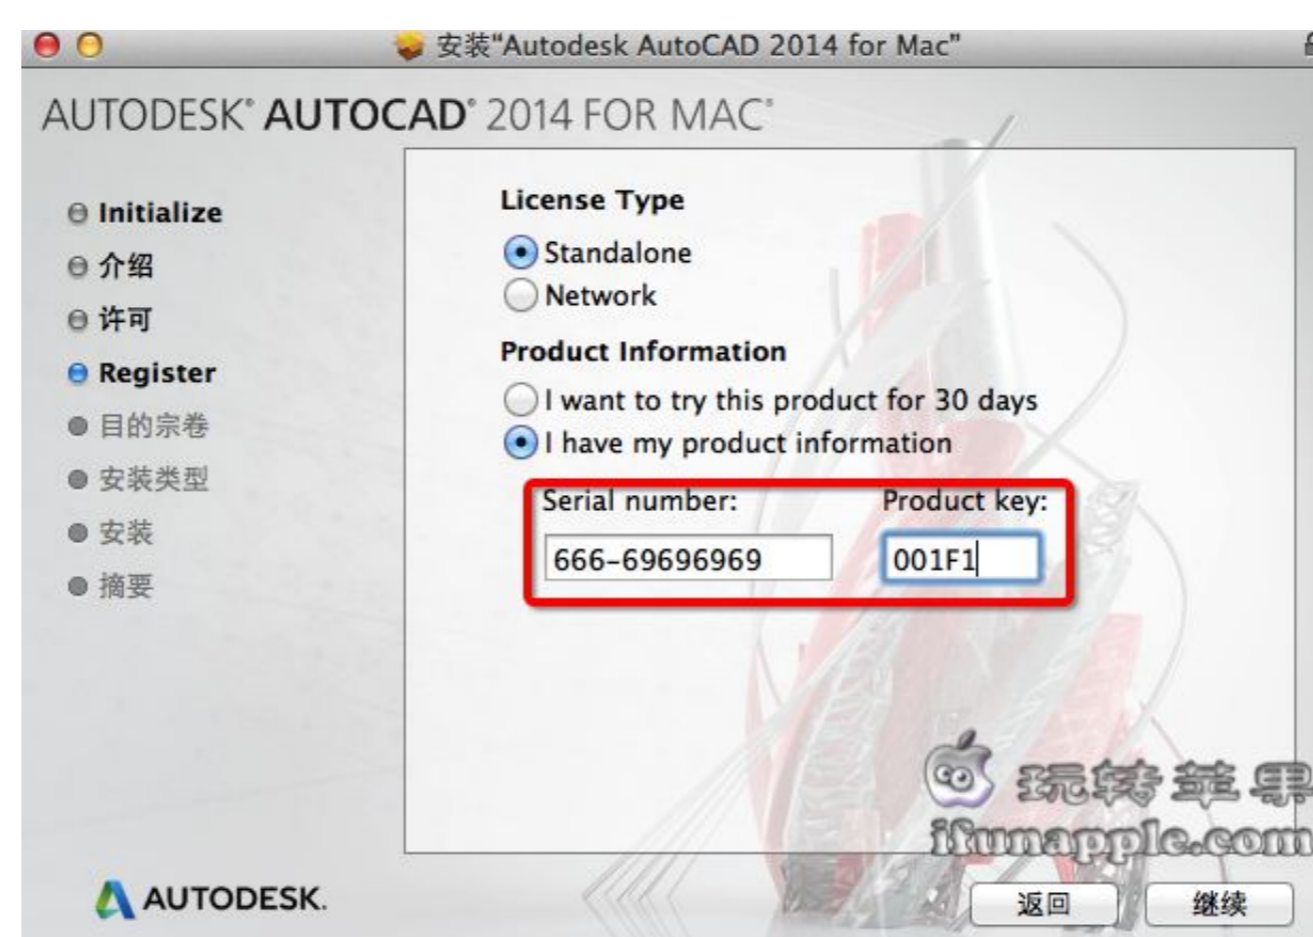 安装"Autodesk AutoCAD 2014 for Mac"
AUTODESK® AUTOCAD® 2014 FOR MAC®
Initialize
介绍
许可
Register
目的宗卷
安装类型
安装
摘要
License Type
Standalone
Network
Product Information
I want to try this product for 30 days
I have my product information
Serial number: Product key:
666-69696969 001F1
玩转苹果
ifunapple.com
AUTODESK.
返回 继续